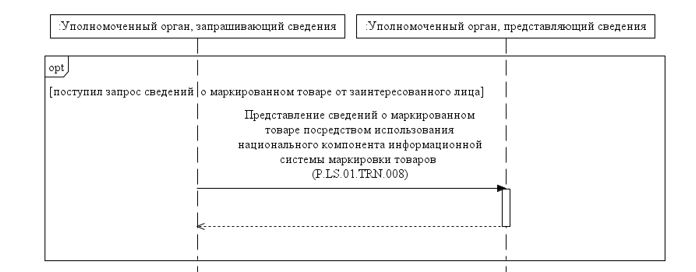 :Уполномоченный орган, запрашивающий сведения
:Уполномоченный орган, представляющий сведения
opt
[поступил запрос сведений о маркированном товаре от заинтересованного лица]
Представление сведений о маркированном
товаре посредством использования
национального компонента информационной
системы маркировки товаров
(P.LS.01.TRN.008)